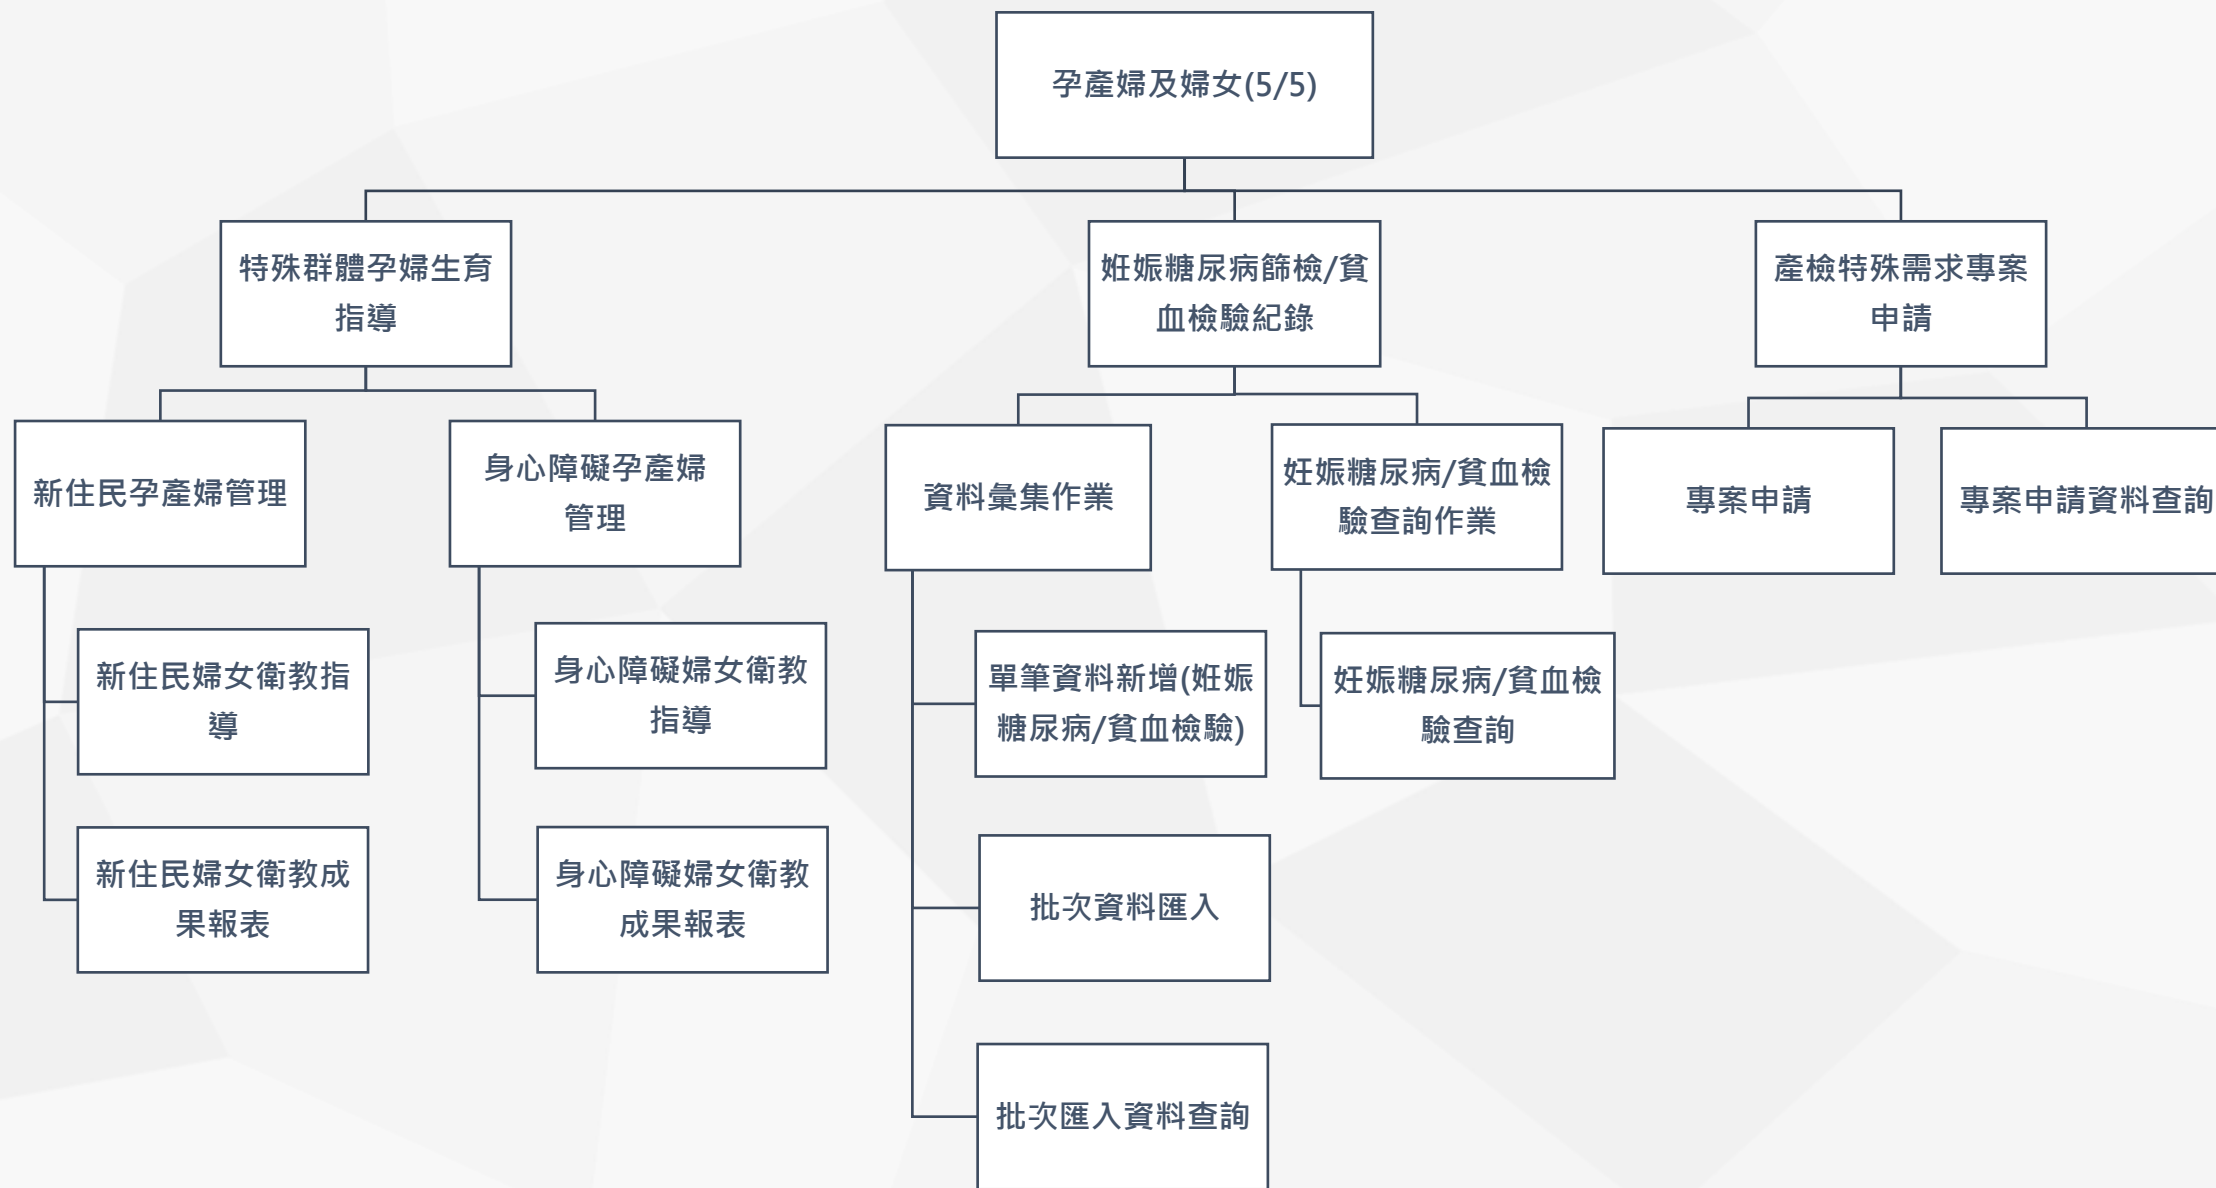 孕產婦及婦女(5/5)
特殊群體孕婦生育
指導
妊娠糖尿病篩檢/貧
血檢驗紀錄
產檢特殊需求專案
申請
新住民孕產婦管理
身心障礙孕產婦
管理
資料彙集作業
妊娠糖尿病/貧血檢
驗查詢作業
專案申請
專案申請資料查詢
新住民婦女衛教指
導
身心障礙婦女衛教
指導
單筆資料新增(妊娠
糖尿病/貧血檢驗)
妊娠糖尿病/貧血檢
驗查詢
新住民婦女衛教成
果報表
身心障礙婦女衛教
成果報表
批次資料匯入
批次匯入資料查詢